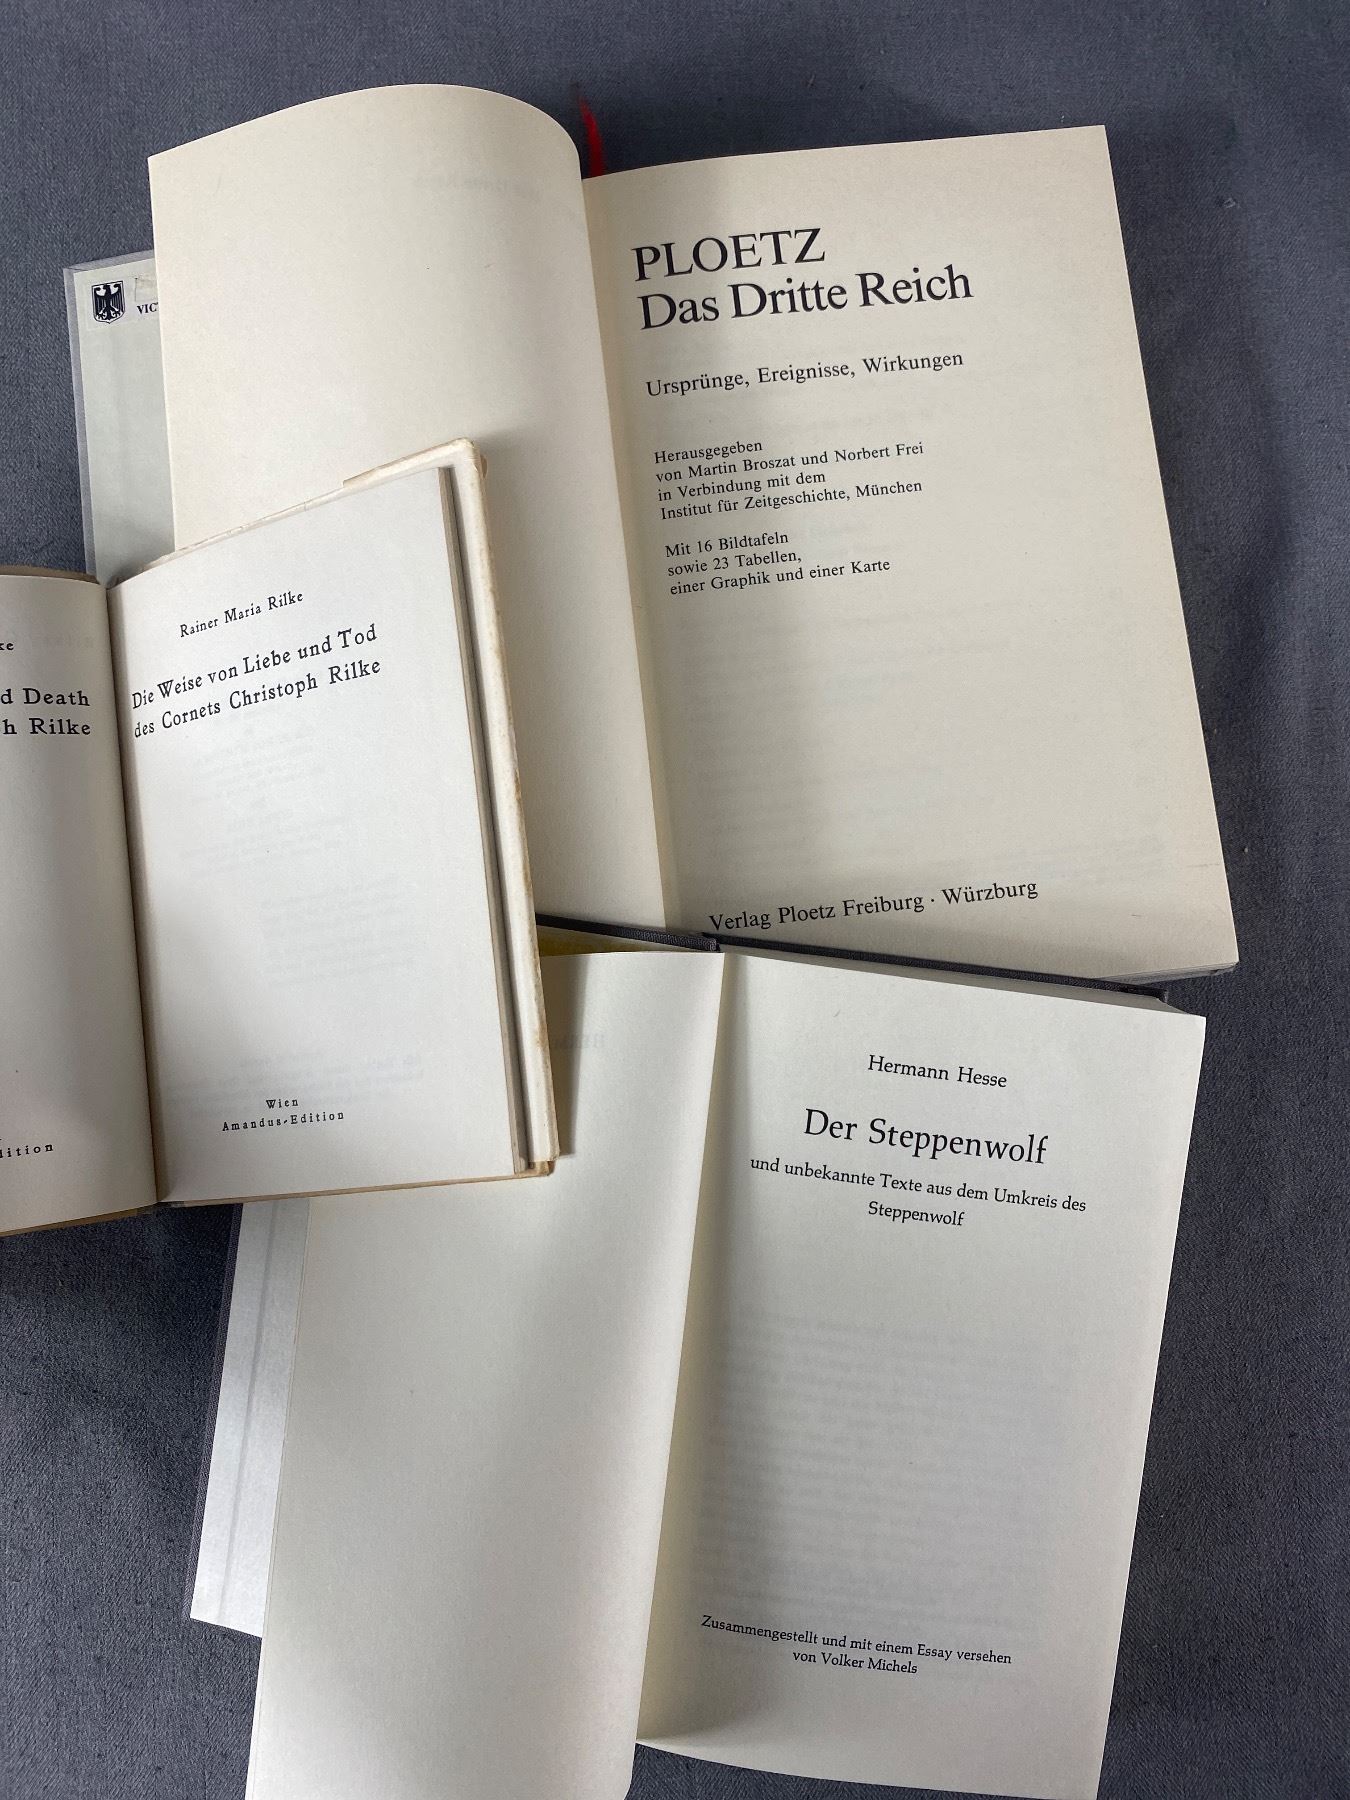 PLOETZ
Das Dritte Reich
Ursprünge, Ereignisse, Wirkungen
Herausgegeben
von Martin Broszat und Norbert Frei
in Verbindung mit dem
Institut für Zeitgeschichte, München
Mit 16 Bildtafeln
sowie 23 Tabellen,
einer Graphik und einer Karte
Verlag Ploetz Freiburg · Würzburg
d Death
h Rilke
Rainer Maria Rilke
Die Weise von Liebe und Tod
des Cornets Christoph Rilke
Wien
Amandus-Edition
Hermann Hesse
Der Steppenwolf
und unbekannte Texte aus dem Umkreis des
Steppenwolf
Zusammengestellt und mit einem Essay versehen
von Volker Michels